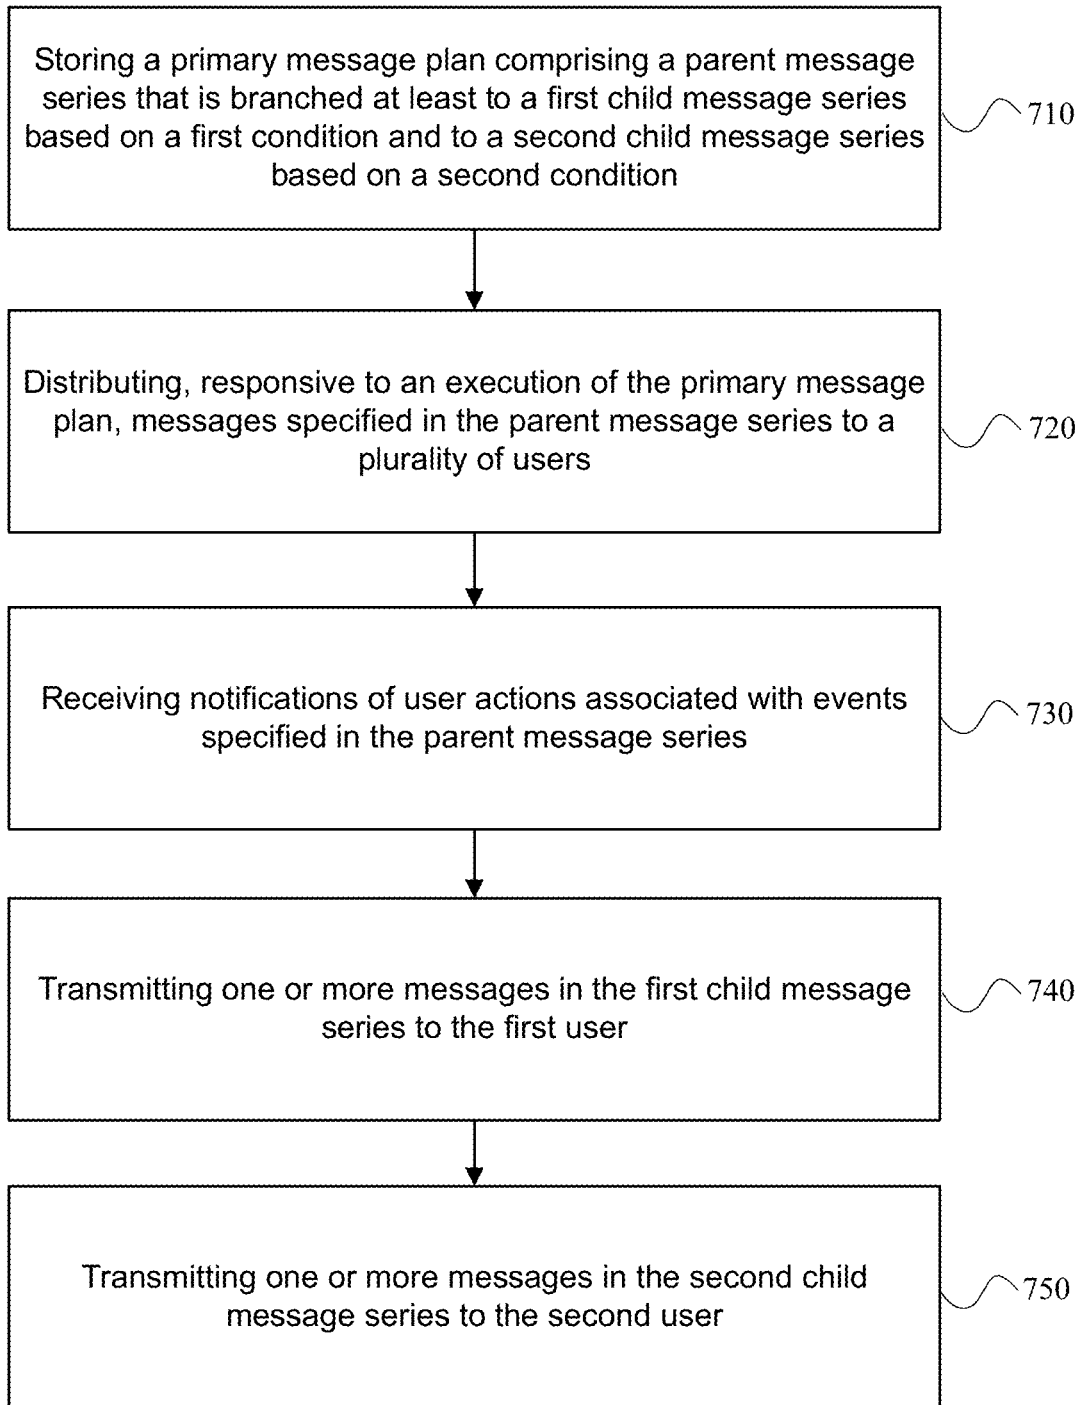 Storing a primary message plan comprising a parent message
series that is branched at least to a first child message series
based on a first condition and to a second child message series
based on a second condition
710
Distributing, responsive to an execution of the primary message
plan, messages specified in the parent message series to a
plurality of users
720
Receiving notifications of user actions associated with events
specified in the parent message series
730
Transmitting one or more messages in the first child message
series to the first user
740
Transmitting one or more messages in the second child
message series to the second user
750